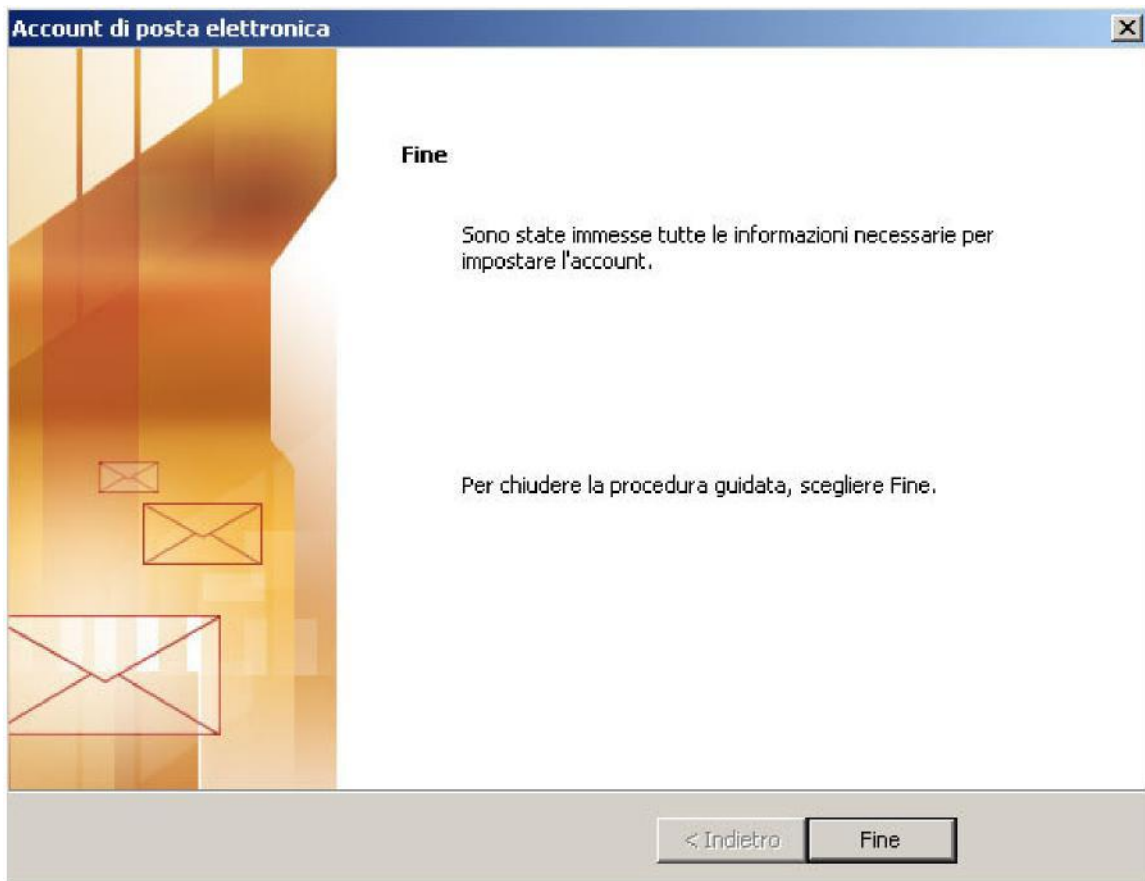 Account di posta elettronica
Fine
Sono state immesse tutte le informazioni necessarie per
impostare l'account.
Per chiudere la procedura guidata, scegliere Fine.
< Indietro
Fine